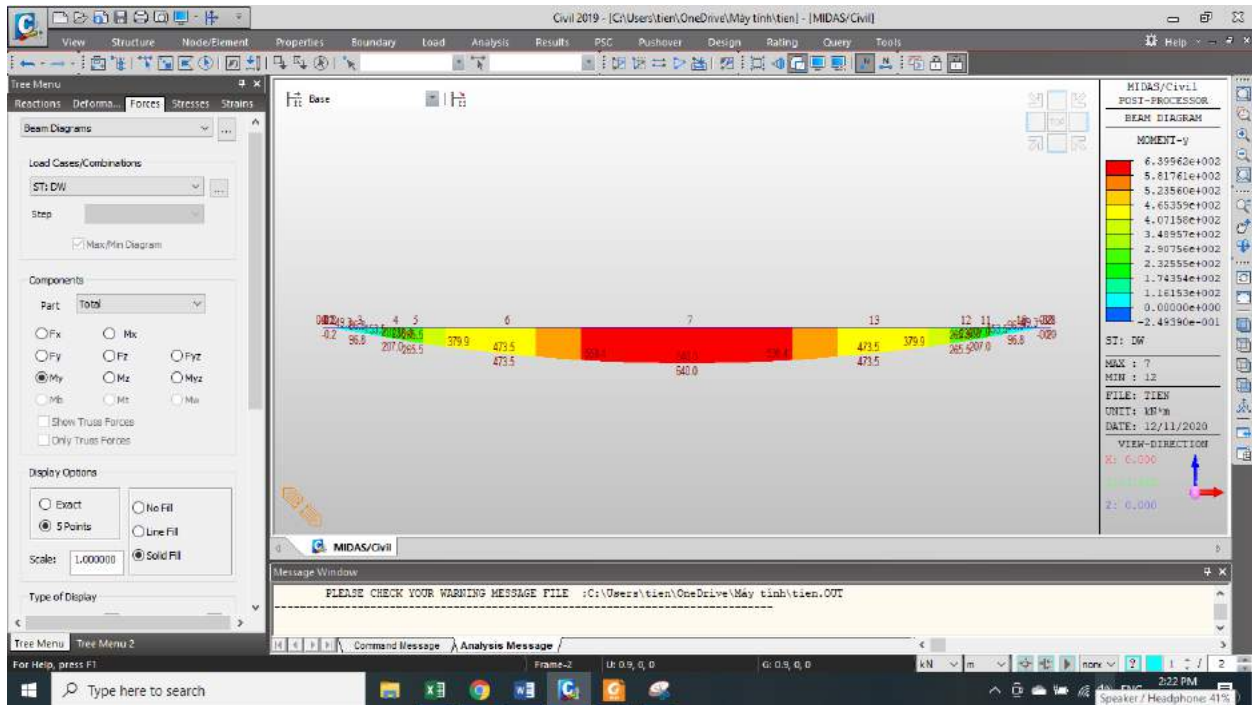 Civil 2019 - [C:\Users\tien\OneDrive\Máy tính\tien] - [MIDAS/Civil]
View Structure Node/Element Properties Boundary Load Analysis Results PSC Pushover Design Rating Query Tools Help
Tree Menu
Reactions Deforma... Forces Stresses Strains
Beam Diagrams
Load Cases/Combinations
ST: DW
Step
Max/Min Diagram
Components
Part Total
Fx Mx
Fy Fz Fyz
My Mz Myz
Mb Mt Mw
Show Truss Forces
Only Truss Forces
Display Options
Exact
5 Points
No Fill
Line Fill
Solid Fill
Scale: 1.000000
Type of Display
Tree Menu Tree Menu 2
Base
4 5 6 7 13 12 11
-0.2 96.8 207.0 265.5 379.9 473.5 473.5 640.0 473.5 473.5 379.9 265.5 207.0 96.8
MIDAS/Civil
POST-PROCESSOR
BEAM DIAGRAM
MOMENT-y
6.39962e+002
5.81761e+002
5.23560e+002
4.65359e+002
4.07158e+002
3.48957e+002
2.90756e+002
2.32555e+002
1.74354e+002
1.16153e+002
0.00000e+000
-2.49390e-001
ST: DW
MAX : 7
MIN : 12
FILE: TIEN
UNIT: kN*m
DATE: 12/11/2020
VIEW-DIRECTION
X: 0.000
Z: 0.000
MIDAS/Civil
Message Window
PLEASE CHECK YOUR WARNING MESSAGE FILE :C:\Users\tien\OneDrive\Máy tính\tien.OUT
Command Message Analysis Message
For Help, press F1 Frame-2 U: 0.9, 0, 0 G: 0.9, 0, 0 kN m non 1 / 2
Type here to search
2:22 PM
Speaker / Headphone: 41%